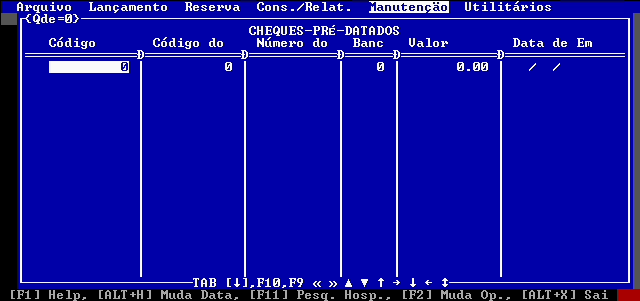 Arquivo Lançamento Reserva Cons./Relat. Manutenção Utilitários
(Qde=0)
CHEQUES-PRé-DATADOS
Código Código do Número do Banc Valor Data de Em
Ð Ð Ð Ð Ð
0 0 0 0.00 / /
TAB [↓],F10,F9 « » ▲ ▼ ↑ → ↓ ← ↕
[F1] Help, [ALT+H] Muda Data, [F11] Pesq. Hosp., [F2] Muda Op., [ALT+X] Sai